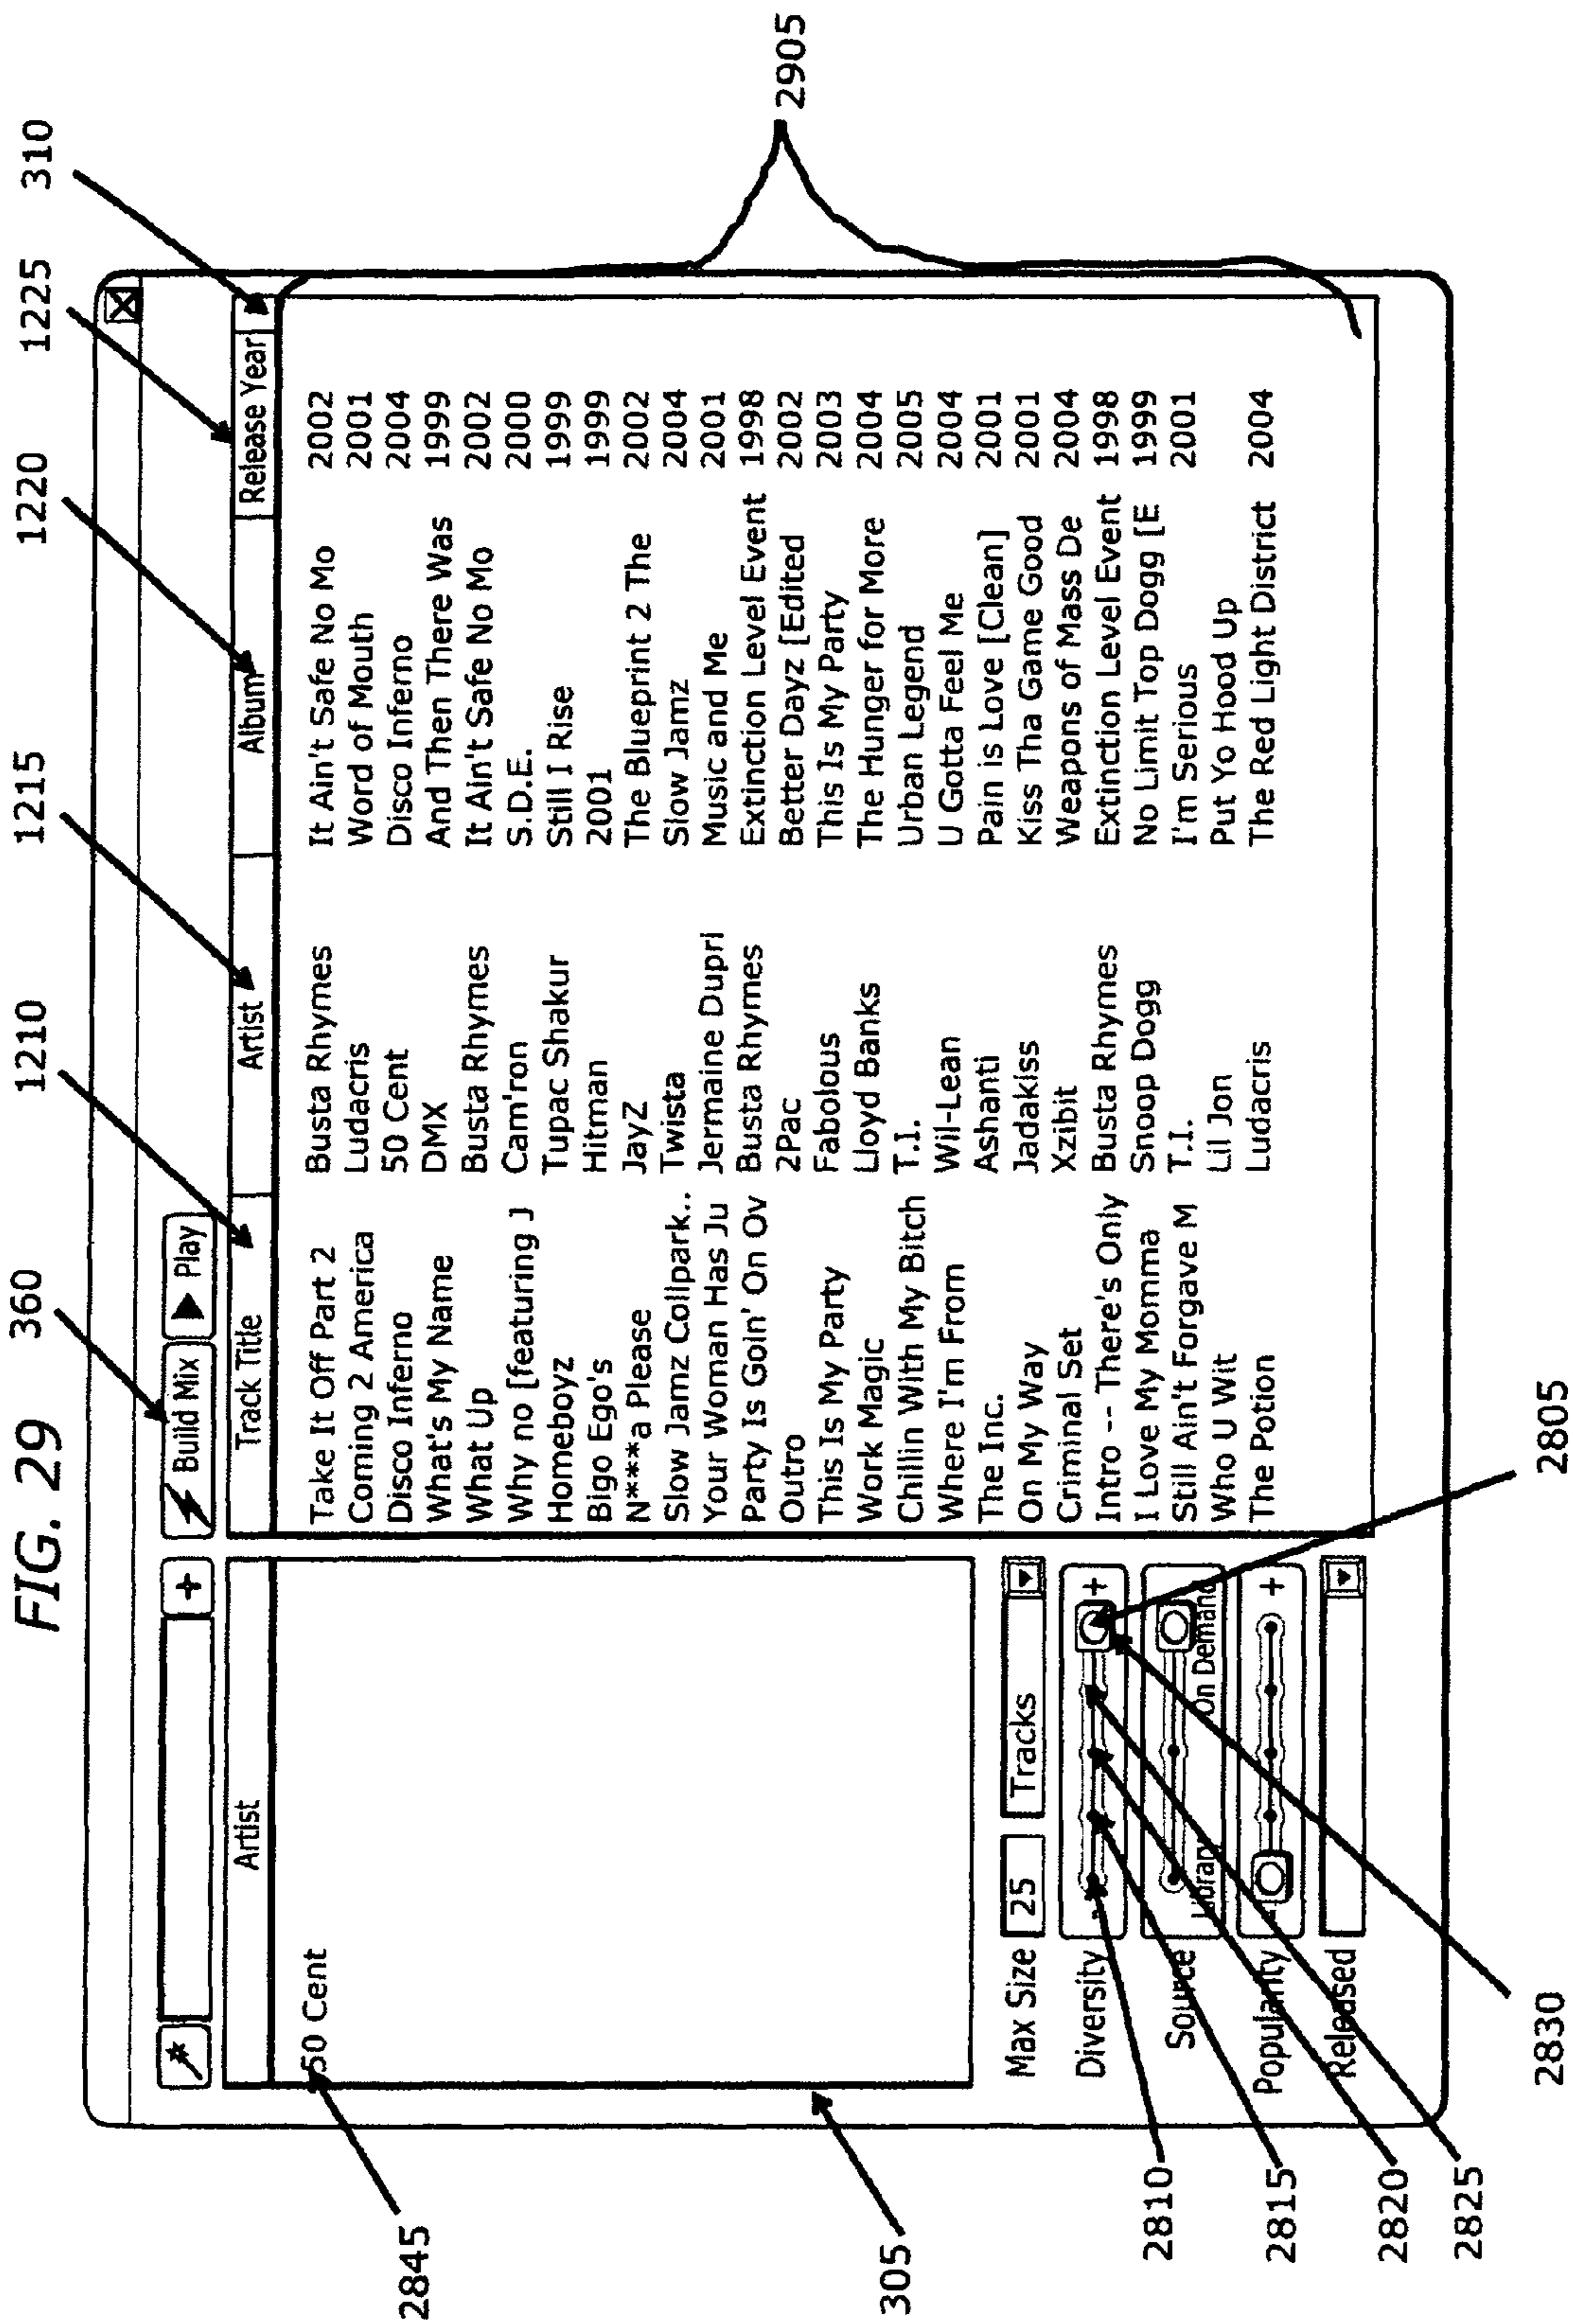 FIG. 29
360
1210
1215
1220
1225
310
+
Build Mix
Play
Artist
Track Title
Artist
Album
Release Year
50 Cent
Take It Off Part 2 Busta Rhymes It Ain't Safe No Mo 2002
Coming 2 America Ludacris Word of Mouth 2001
Disco Inferno 50 Cent Disco Inferno 2004
What's My Name DMX And Then There Was 1999
What Up Busta Rhymes It Ain't Safe No Mo 2002
Why no [featuring J Cam'ron S.D.E. 2000
Homeboyz Tupac Shakur Still I Rise 1999
Bigo Ego's Hitman 2001 1999
N***a Please JayZ The Blueprint 2 The 2002
Slow Jamz Collpark.. Twista Slow Jamz 2004
Your Woman Has Ju Jermaine Dupri Music and Me 2001
Party Is Goin' On Ov Busta Rhymes Extinction Level Event 1998
Outro 2Pac Better Dayz [Edited 2002
This Is My Party Fabolous This Is My Party 2003
Work Magic Lloyd Banks The Hunger for More 2004
Chillin With My Bitch T.I. Urban Legend 2005
Where I'm From Wil-Lean U Gotta Feel Me 2004
The Inc. Ashanti Pain is Love [Clean] 2001
On My Way Jadakiss Kiss Tha Game Good 2001
Criminal Set Xzibit Weapons of Mass De 2004
Intro -- There's Only Busta Rhymes Extinction Level Event 1998
I Love My Momma Snoop Dogg No Limit Top Dogg [E 1999
Still Ain't Forgave M T.I. I'm Serious 2001
Who U Wit Lil Jon Put Yo Hood Up
The Potion Ludacris The Red Light District 2004
Max Size 25 Tracks
Diversity - +
Source Library On Demand
Popularity - +
Released
2845
305
2810
2815
2820
2825
2830
2805
2905